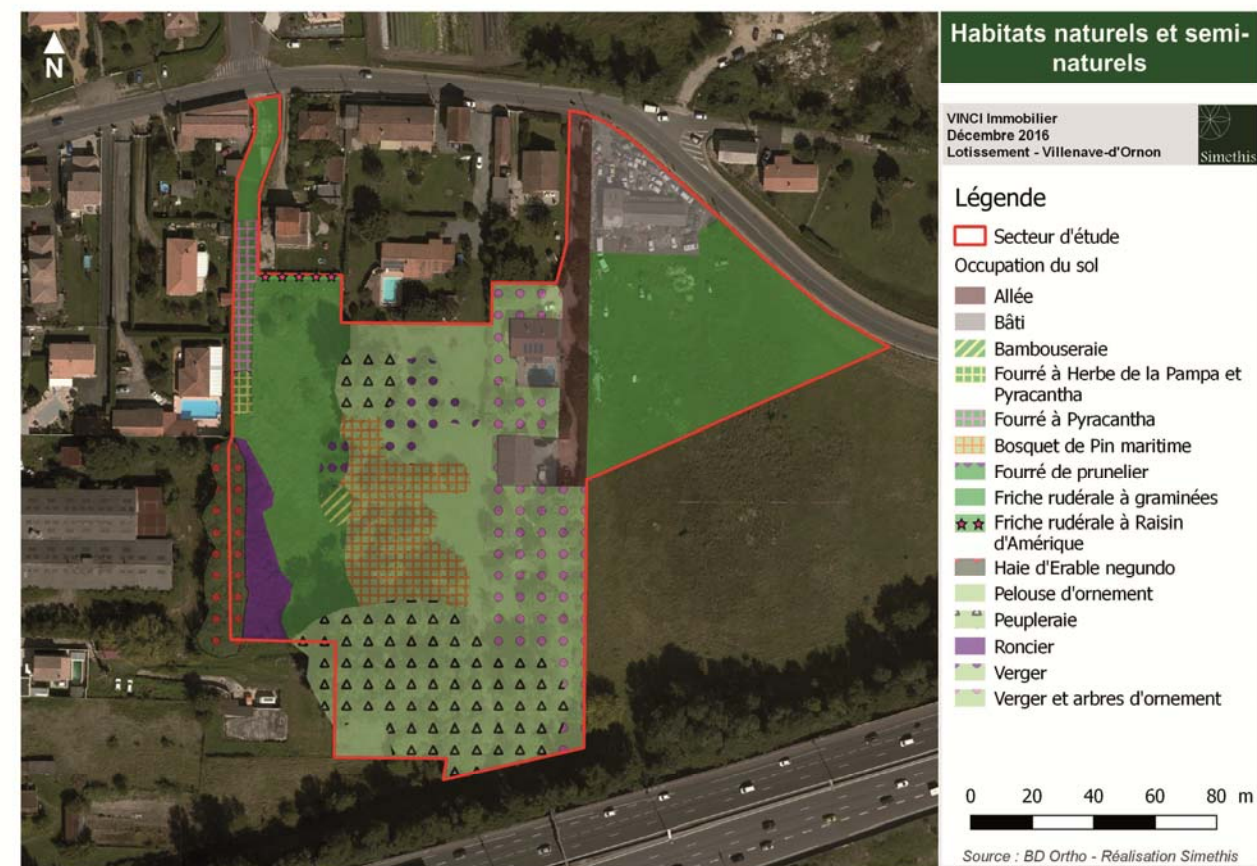 N
Habitats naturels et semi-
naturels
VINCI Immobilier
Décembre 2016
Lotissement - Villenave-d'Ornon
Simethis
Légende
Secteur d'étude
Occupation du sol
Allée
Bâti
Bambouseraie
Fourré à Herbe de la Pampa et
Pyracantha
Fourré à Pyracantha
Bosquet de Pin maritime
Fourré de prunelier
Friche rudérale à graminées
Friche rudérale à Raisin
d'Amérique
Haie d'Erable negundo
Pelouse d'ornement
Peupleraie
Roncier
Verger
Verger et arbres d'ornement
0 20 40 60 80 m
Source : BD Ortho - Réalisation Simethis